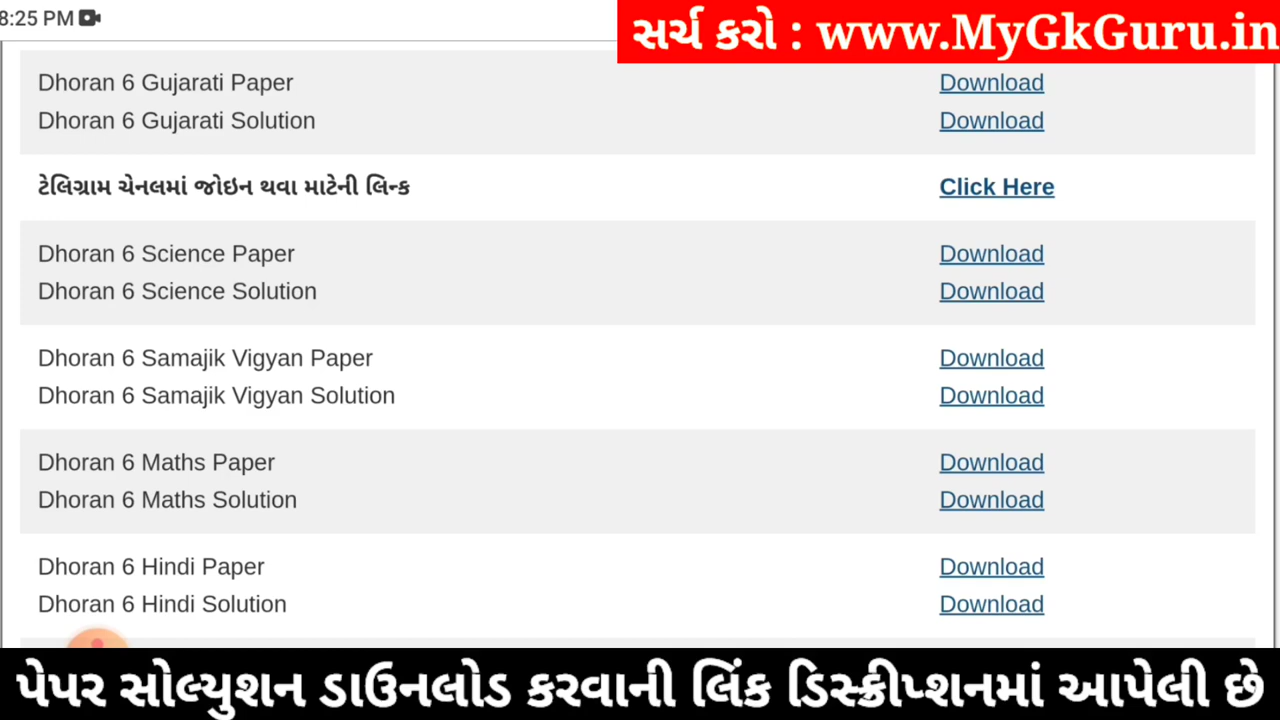 8:25 PM
સર્ચ કરો : www.MyGkGuru.in
Dhoran 6 Gujarati Paper Download
Dhoran 6 Gujarati Solution Download
ટેલિગ્રામ ચેનલમાં જોઇન થવા માટેની લિન્ક Click Here
Dhoran 6 Science Paper Download
Dhoran 6 Science Solution Download
Dhoran 6 Samajik Vigyan Paper Download
Dhoran 6 Samajik Vigyan Solution Download
Dhoran 6 Maths Paper Download
Dhoran 6 Maths Solution Download
Dhoran 6 Hindi Paper Download
Dhoran 6 Hindi Solution Download
પેપર સોલ્યુશન ડાઉનલોડ કરવાની લિંક ડિસ્ક્રીપ્શનમાં આપેલી છે